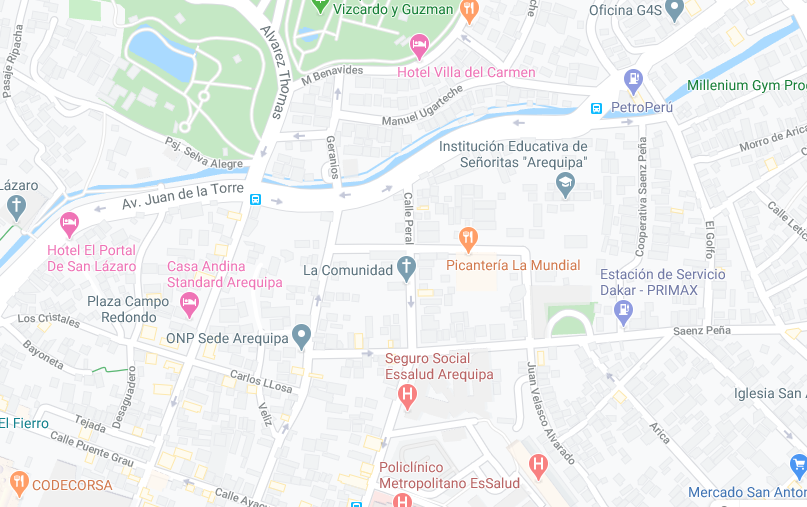 Vizcardo y Guzman
Oficina G4S
Pasaje Ripacha
Alvarez Thomas
Hotel Villa del Carmen
M Benavides
PetroPerú
Millenium Gym Pro
Manuel Ugarteche
Psj. Selva Alegre
Geranios
Institución Educativa de
Señoritas "Arequipa"
Cooperativa Saenz Peña
Morro de Arica
Lázaro
Av. Juan de la Torre
Calle Peral
Calle Leti
El Golfo
Hotel El Portal
De San Lázaro
Casa Andina
Standard Arequipa
La Comunidad
Picantería La Mundial
Estación de Servicio
Dakar - PRIMAX
Plaza Campo
Redondo
Los Cristales
ONP Sede Arequipa
Saenz Peña
Bayoneta
Seguro Social
Essalud Arequipa
Carlos LLosa
Desaguadero
Veliz
Juan Velasco Alvarado
Arica
Iglesia San A
El Fierro
Tejada
Calle Puente Grau
Policlínico
Metropolitano EsSalud
CODECORSA
Calle Ayac
Mercado San Anton